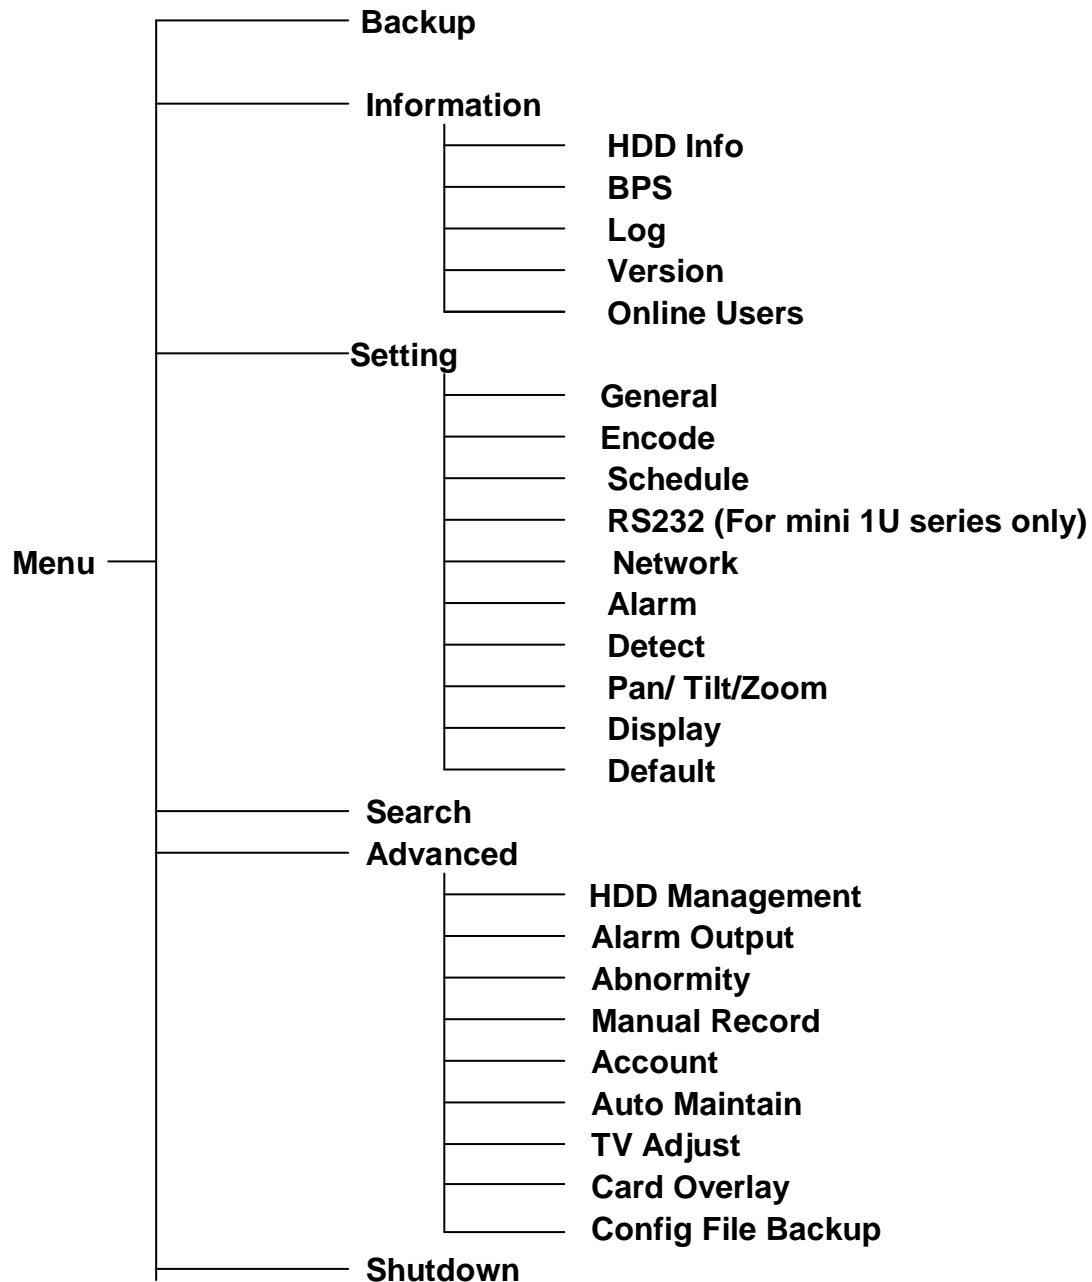 Backup
Information
HDD Info
BPS
Log
Version
Online Users
Setting
General
Encode
Schedule
RS232 (For mini 1U series only)
Menu
Network
Alarm
Detect
Pan/ Tilt/Zoom
Display
Default
Search
Advanced
HDD Management
Alarm Output
Abnormity
Manual Record
Account
Auto Maintain
TV Adjust
Card Overlay
Config File Backup
Shutdown